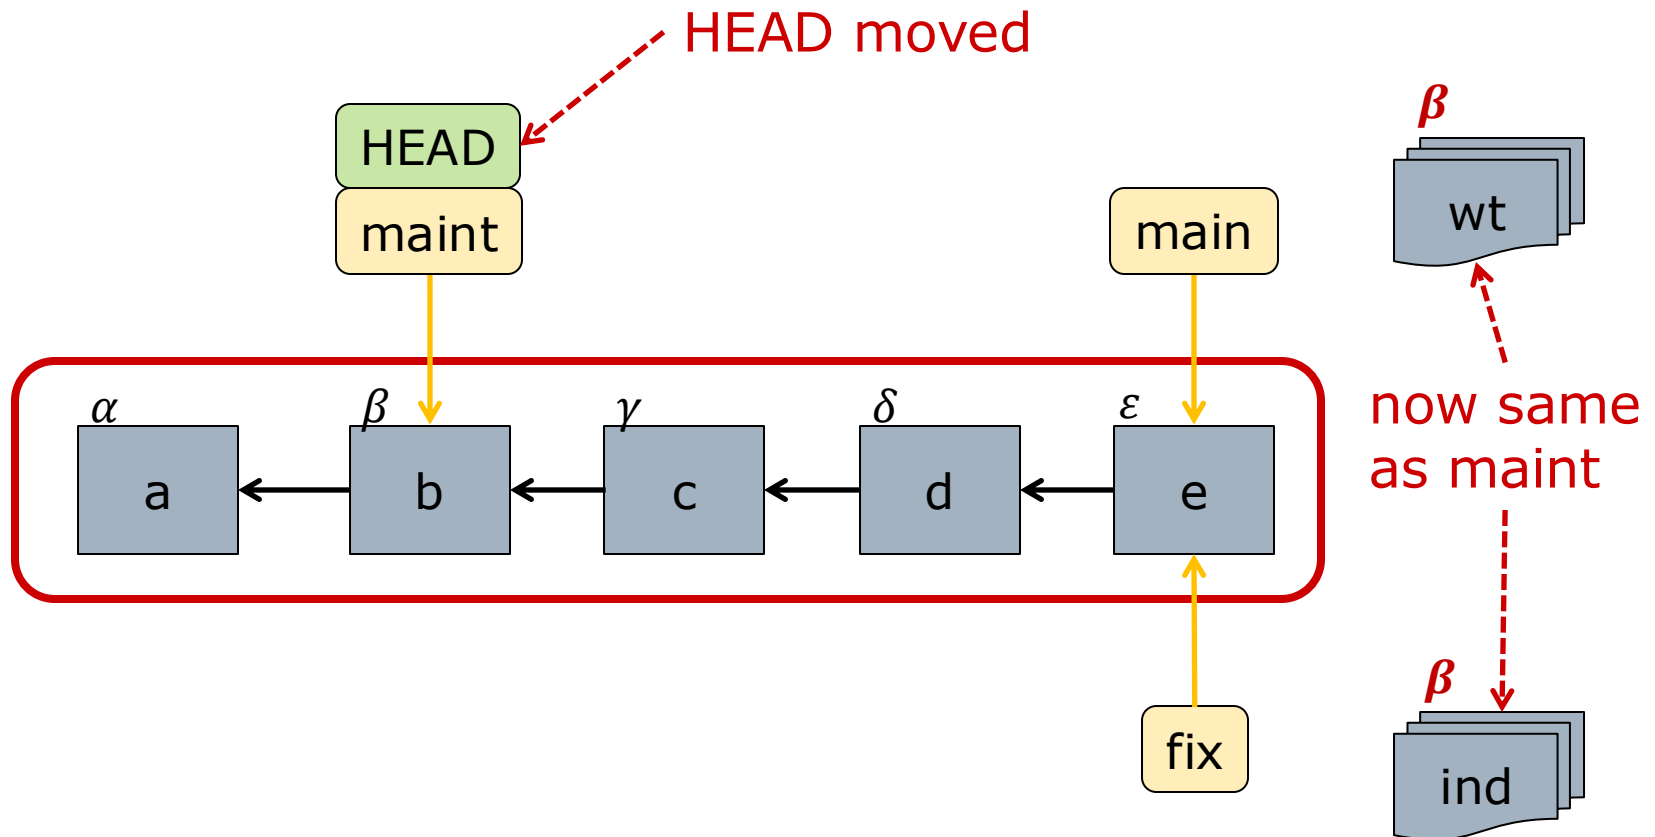 HEAD moved
HEAD
maint
main
β
wt
α
β
γ
δ
ε
a
b
c
d
e
now same
as maint
fix
β
ind